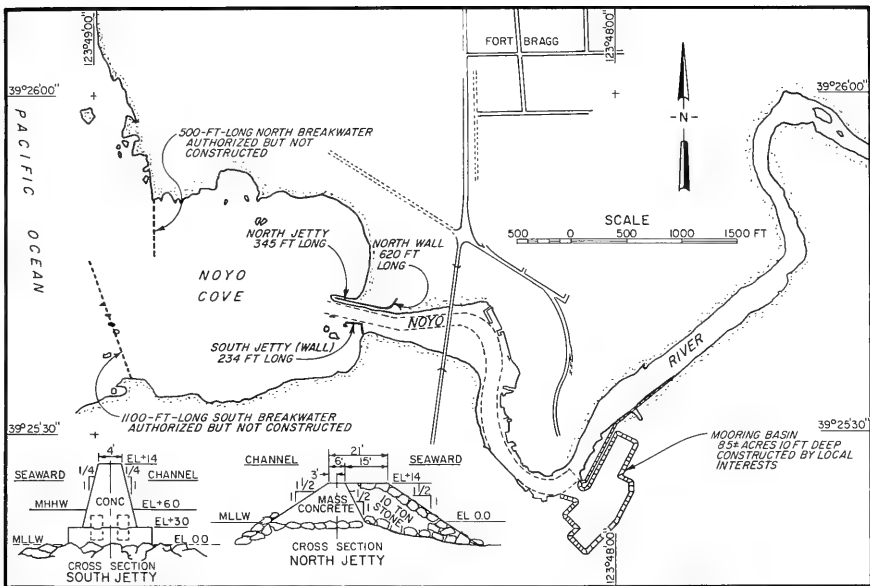 123°49'00"
FORT BRAGG
123°48'00"
39°26'00"
39°26'00"
PACIFIC OCEAN
500-FT-LONG NORTH BREAKWATER
AUTHORIZED BUT NOT
CONSTRUCTED
-N-
SCALE
500 0 500 1000 1500 FT
NORTH JETTY
345 FT LONG
NORTH WALL
620 FT
LONG
NOYO
COVE
NOYO
RIVER
SOUTH JETTY (WALL)
234 FT LONG
1100-FT-LONG SOUTH BREAKWATER
AUTHORIZED BUT NOT CONSTRUCTED
39°25'30"
39°25'30"
MOORING BASIN
8.5± ACRES 10 FT DEEP
CONSTRUCTED BY LOCAL
INTERESTS
123°48'00"
4'
EL+14
SEAWARD
CHANNEL
1/4
1/4
1
1
CONC
MHHW
EL+6.0
EL+3.0
MLLW
EL 0.0
CROSS SECTION
SOUTH JETTY
21'
CHANNEL
6'
15'
SEAWARD
3'
EL+14
1 1/2
1
MASS
CONCRETE
1/2
1
10 TON
STONE
1 1/2
1
MLLW
EL 0.0
CROSS SECTION
NORTH JETTY